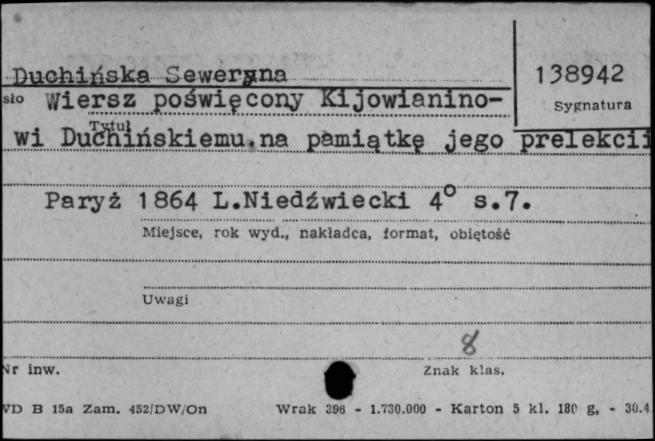 Duchińska Seweryna
138942
sło Wiersz poświęcony Kijowianino-
Sygnatura
Tytuł
wi Duchińskiemu.na pamiątkę jego prelekcii
Paryż 1864 L.Niedźwiecki 4° s.7.
Miejsce, rok wyd., nakładca, format, objętość
Uwagi
8
Nr inw.
Znak klas.
VD B 15a Zam. 452/DW/On Wrak 396 - 1.730.000 - Karton 5 kl. 180 g, - 30.4